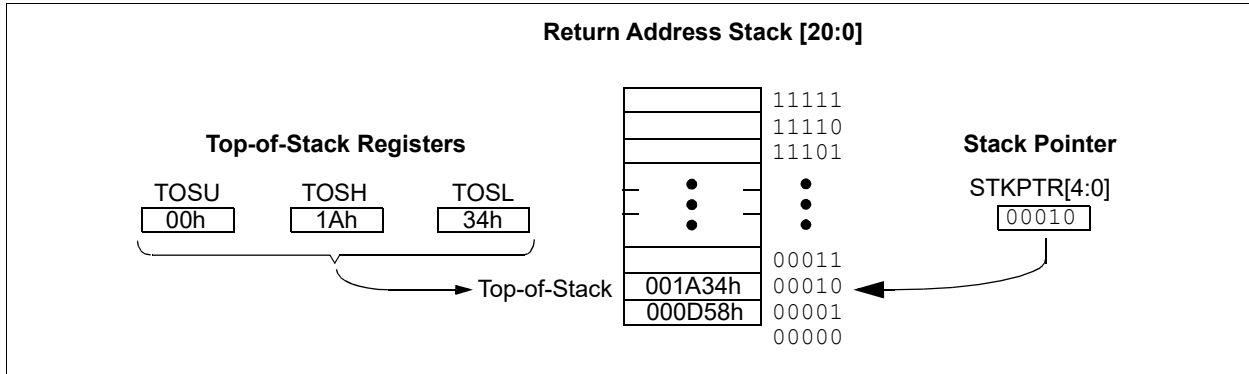 Return Address Stack [20:0]
11111
11110
Top-of-Stack Registers
11101
Stack Pointer
TOSU TOSH TOSL
STKPTR[4:0]
00h 1Ah 34h
00010
00011
Top-of-Stack 001A34h 00010
000D58h 00001
00000